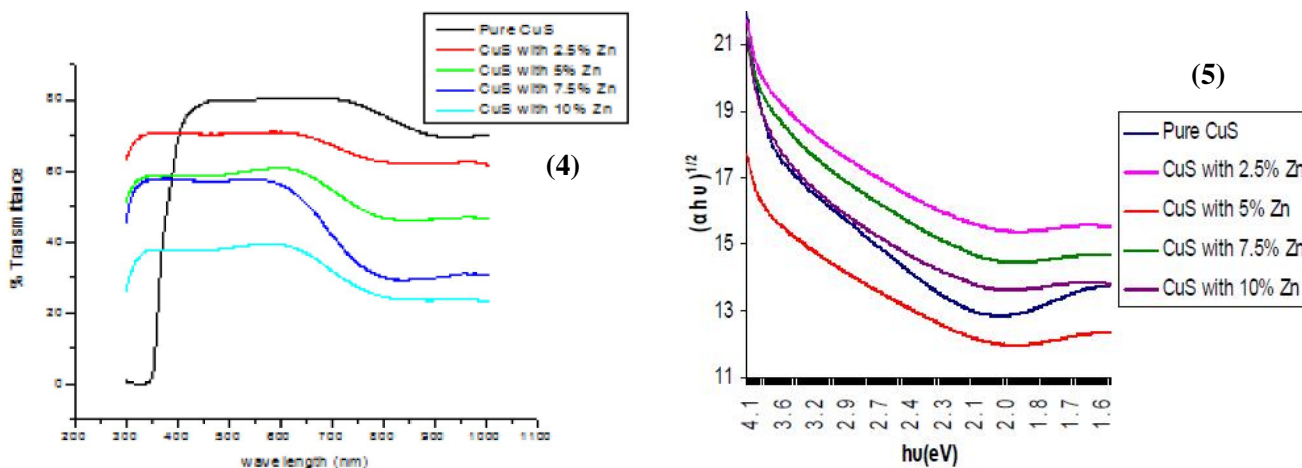 Pure CuS
CuS with 2.5% Zn
CuS with 5% Zn
CuS with 7.5% Zn
CuS with 10% Zn
(4)
% Transmittance
80
60
40
20
0
200 300 400 500 600 700 800 900 1000 1100
wave length (nm)
(5)
Pure CuS
CuS with 2.5% Zn
CuS with 5% Zn
CuS with 7.5% Zn
CuS with 10% Zn
(αhυ)^1/2
21
19
17
15
13
11
4.1 3.6 3.2 2.9 2.7 2.4 2.3 2.1 2.0 1.8 1.7 1.6
hυ(eV)